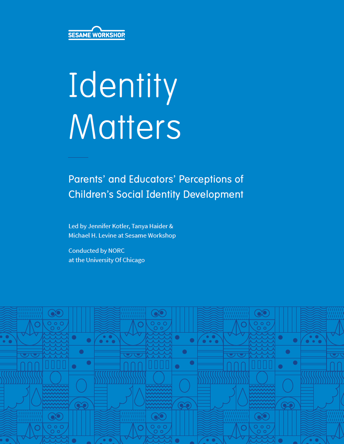 SESAME WORKSHOP
Identity
Matters
Parents' and Educators' Perceptions of
Children's Social Identity Development
Led by Jennifer Kotler, Tanya Haider &
Michael H. Levine at Sesame Workshop
Conducted by NORC
at the University Of Chicago